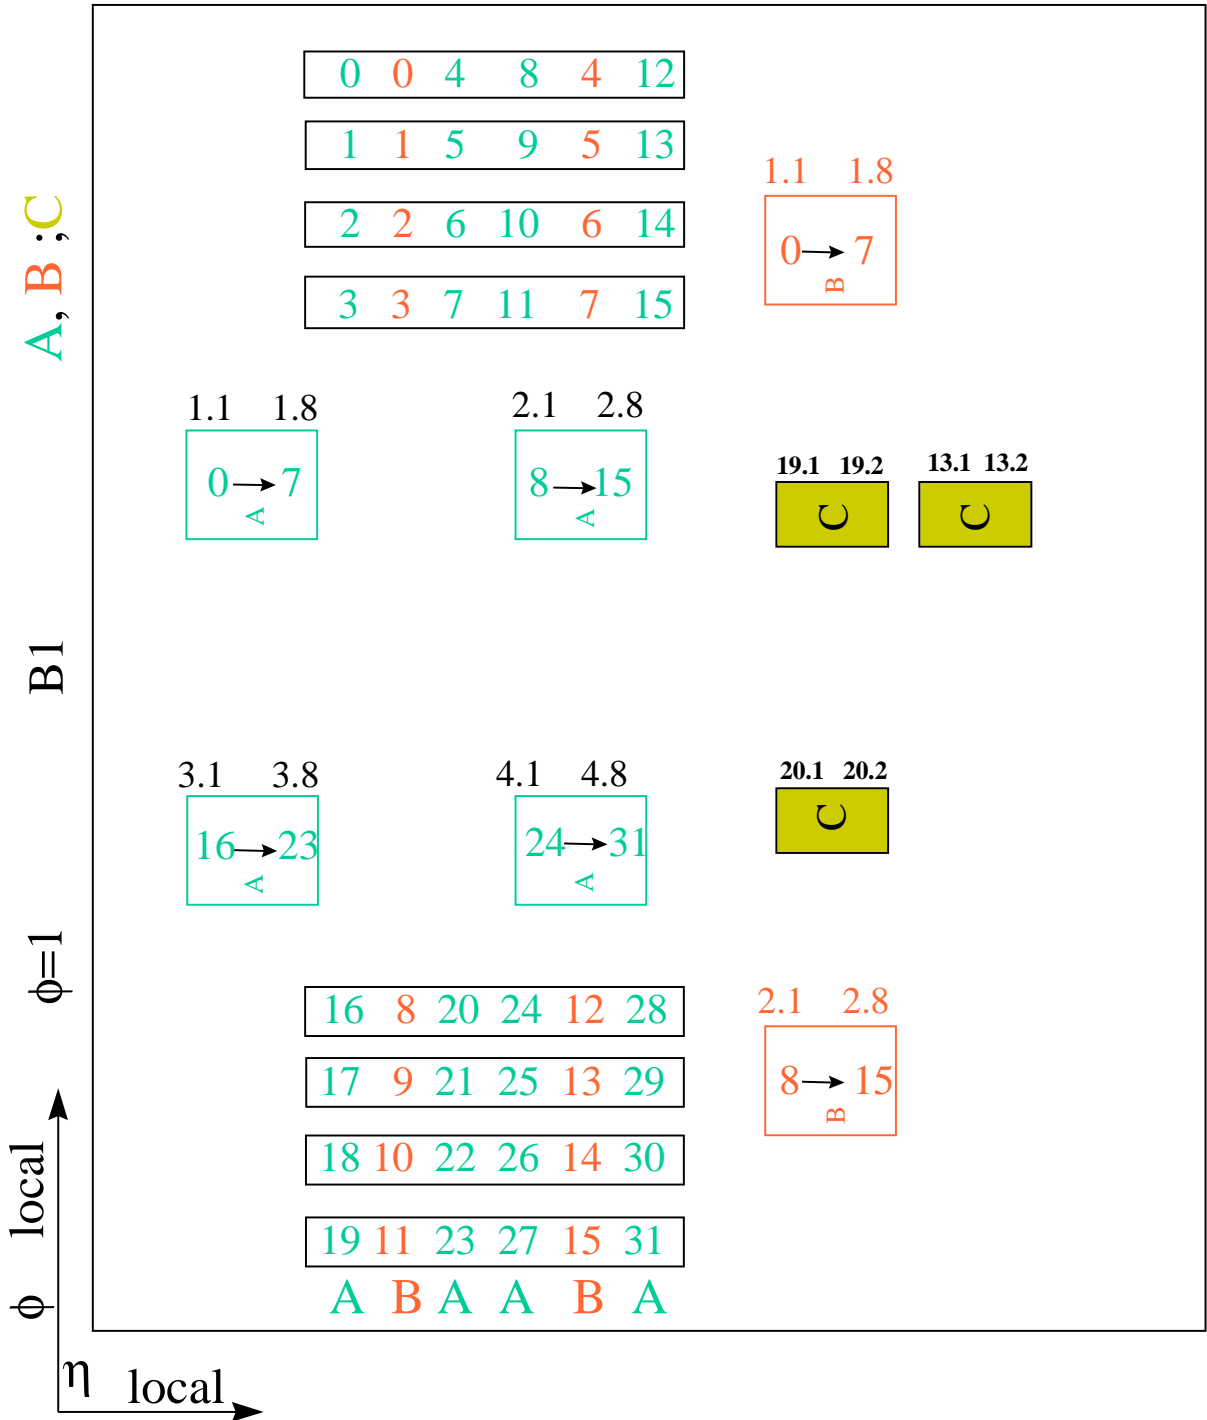 0 0 4 8 4 12
1 1 5 9 5 13
2 2 6 10 6 14
3 3 7 11 7 15
1.1 1.8
0 7
B
A, B ;C
1.1 1.8
0 7
A
2.1 2.8
8 15
A
19.1 19.2
C
13.1 13.2
C
B1
3.1 3.8
16 23
A
4.1 4.8
24 31
A
20.1 20.2
C
ϕ=1
16 8 20 24 12 28
17 9 21 25 13 29
18 10 22 26 14 30
19 11 23 27 15 31
A B A A B A
2.1 2.8
8 15
B
ϕ local
η local